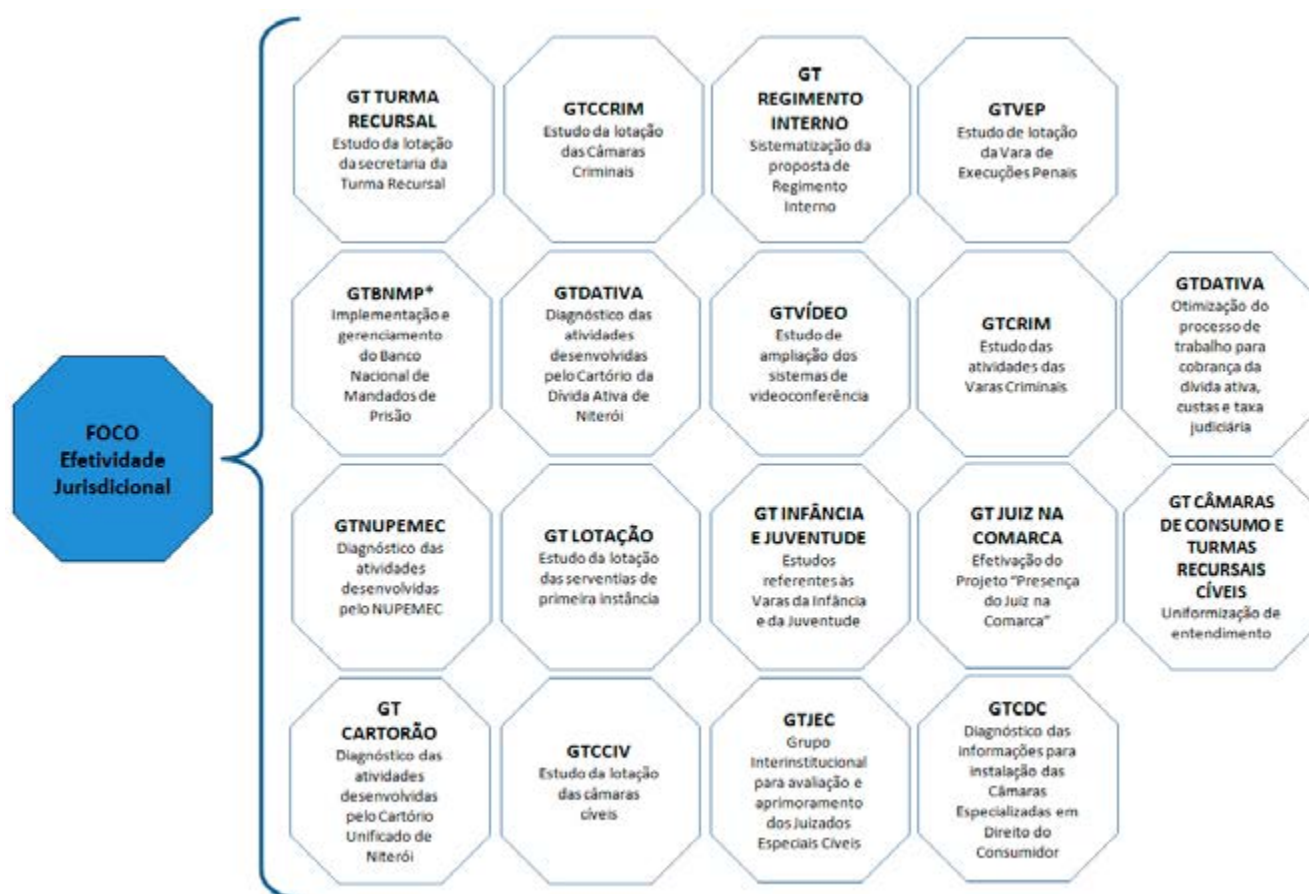 FOCO
Efetividade
Jurisdicional
GT TURMA
RECURSAL
Estudo da lotação
da secretaria da
Turma Recursal
GTCCRIM
Estudo da lotação
das Câmaras
Criminais
GT
REGIMENTO
INTERNO
Sistematização da
proposta de
Regimento
Interno
GTVEP
Estudo de lotação
da Vara de
Execuções Penais
GTBNMP*
Implementação e
gerenciamento
do Banco
Nacional de
Mandados de
Prisão
GTDATIVA
Diagnóstico das
atividades
desenvolvidas
pelo Cartório da
Dívida Ativa de
Niterói
GTVÍDEO
Estudo de
ampliação dos
sistemas de
videoconferência
GTCRIM
Estudo das
atividades das
Varas Criminais
GTDATIVA
Otimização do
processo de
trabalho para
cobrança da
dívida ativa,
custas e taxa
judiciária
GTNUPEMEC
Diagnóstico das
atividades
desenvolvidas
pelo NUPEMEC
GT LOTAÇÃO
Estudo da lotação
das serventias de
primeira instância
GT INFÂNCIA
E JUVENTUDE
Estudos
referentes às
Varas da Infância
e da Juventude
GT JUIZ NA
COMARCA
Efetivação do
Projeto “Presença
do Juiz na
Comarca”
GT CÂMARAS
DE CONSUMO E
TURMAS
RECURSAIS
CÍVEIS
Uniformização de
entendimento
GT
CARTORÃO
Diagnóstico das
atividades
desenvolvidas
pelo Cartório
Unificado de
Niterói
GTCCIV
Estudo da lotação
das câmaras
cíveis
GTJEC
Grupo
Interinstitucional
para avaliação e
aprimoramento
dos Juizados
Especiais Cíveis
GTCDC
Diagnóstico das
informações para
instalação das
Câmaras
Especializadas em
Direito do
Consumidor